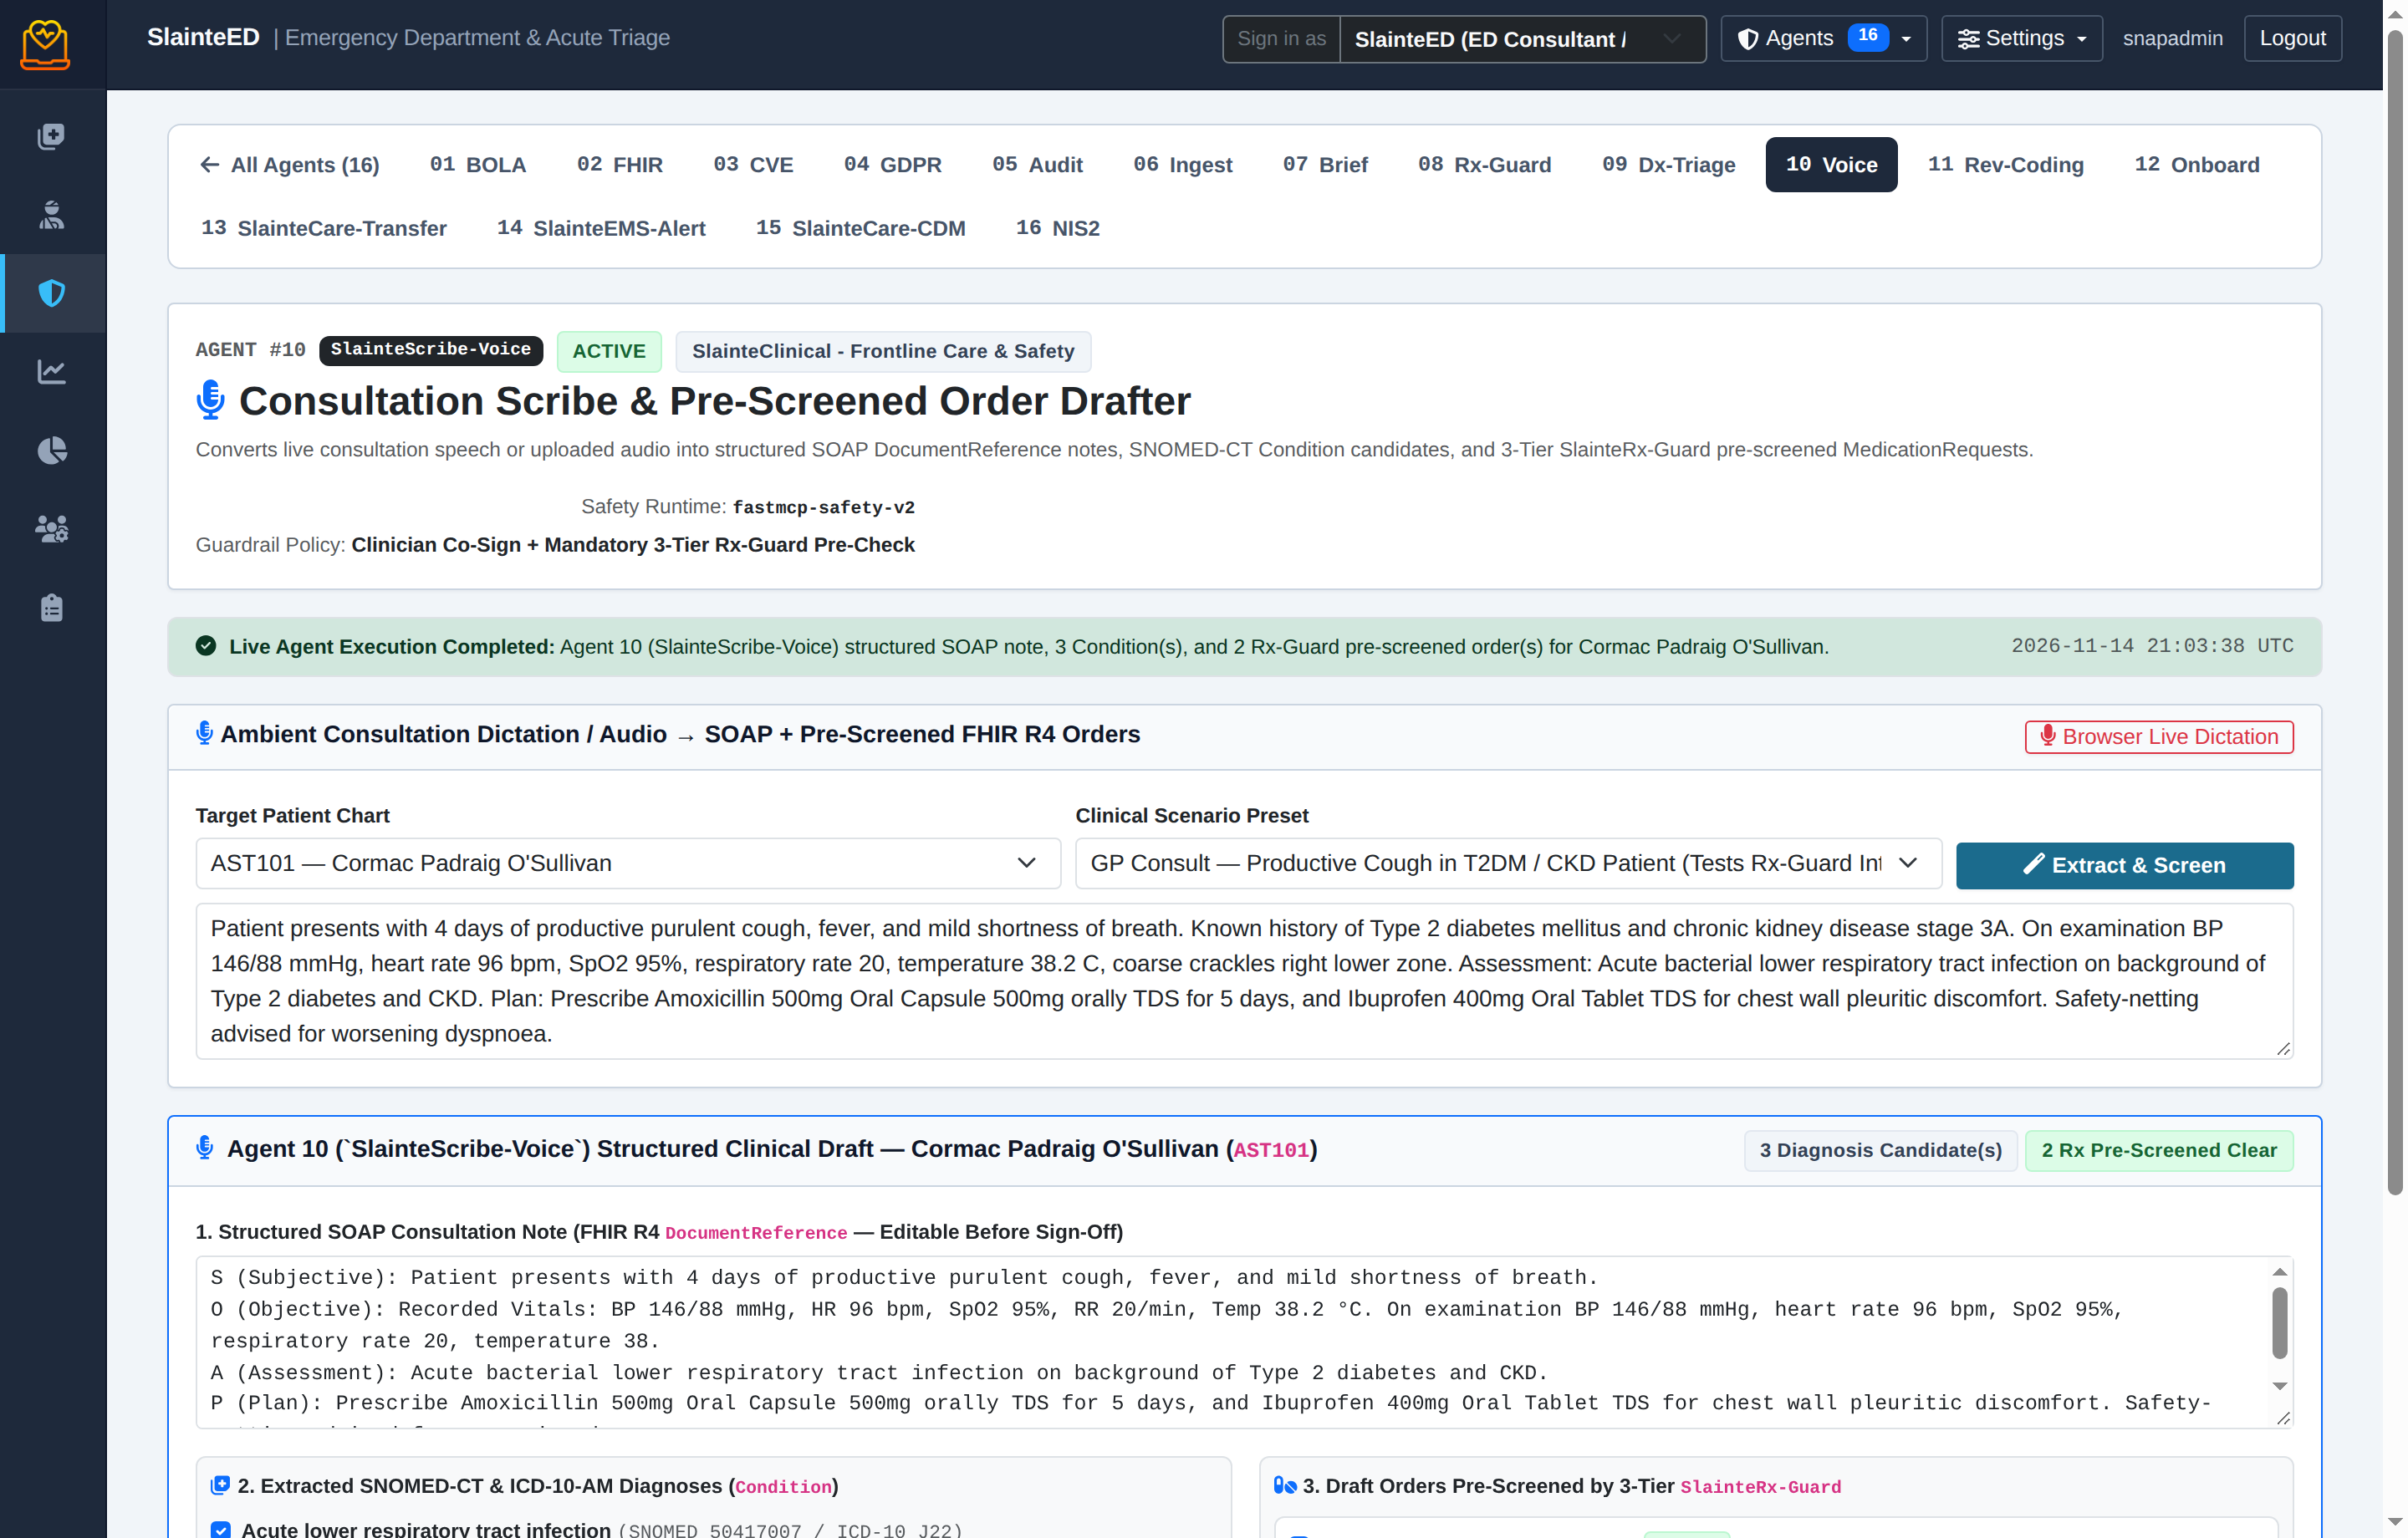 SlainteED | Emergency Department & Acute Triage
Sign in as SlainteED (ED Consultant /
Agents 16
Settings
snapadmin
Logout
← All Agents (16)
01 BOLA
02 FHIR
03 CVE
04 GDPR
05 Audit
06 Ingest
07 Brief
08 Rx-Guard
09 Dx-Triage
10 Voice
11 Rev-Coding
12 Onboard
13 SlainteCare-Transfer
14 SlainteEMS-Alert
15 SlainteCare-CDM
16 NIS2
AGENT #10 SlainteScribe-Voice ACTIVE SlainteClinical - Frontline Care & Safety
Consultation Scribe & Pre-Screened Order Drafter
Converts live consultation speech or uploaded audio into structured SOAP DocumentReference notes, SNOMED-CT Condition candidates, and 3-Tier SlainteRx-Guard pre-screened MedicationRequests.
Safety Runtime: fastmcp-safety-v2
Guardrail Policy: Clinician Co-Sign + Mandatory 3-Tier Rx-Guard Pre-Check
Live Agent Execution Completed: Agent 10 (SlainteScribe-Voice) structured SOAP note, 3 Condition(s), and 2 Rx-Guard pre-screened order(s) for Cormac Padraig O'Sullivan. 2026-11-14 21:03:38 UTC
Ambient Consultation Dictation / Audio → SOAP + Pre-Screened FHIR R4 Orders
Browser Live Dictation
Target Patient Chart
Clinical Scenario Preset
AST101 — Cormac Padraig O'Sullivan
GP Consult — Productive Cough in T2DM / CKD Patient (Tests Rx-Guard Int
Extract & Screen
Patient presents with 4 days of productive purulent cough, fever, and mild shortness of breath. Known history of Type 2 diabetes mellitus and chronic kidney disease stage 3A. On examination BP
146/88 mmHg, heart rate 96 bpm, SpO2 95%, respiratory rate 20, temperature 38.2 C, coarse crackles right lower zone. Assessment: Acute bacterial lower respiratory tract infection on background of
Type 2 diabetes and CKD. Plan: Prescribe Amoxicillin 500mg Oral Capsule 500mg orally TDS for 5 days, and Ibuprofen 400mg Oral Tablet TDS for chest wall pleuritic discomfort. Safety-netting
advised for worsening dyspnoea.
Agent 10 (`SlainteScribe-Voice`) Structured Clinical Draft — Cormac Padraig O'Sullivan (AST101)
3 Diagnosis Candidate(s)
2 Rx Pre-Screened Clear
1. Structured SOAP Consultation Note (FHIR R4 DocumentReference — Editable Before Sign-Off)
S (Subjective): Patient presents with 4 days of productive purulent cough, fever, and mild shortness of breath.
O (Objective): Recorded Vitals: BP 146/88 mmHg, HR 96 bpm, SpO2 95%, RR 20/min, Temp 38.2 °C. On examination BP 146/88 mmHg, heart rate 96 bpm, SpO2 95%,
respiratory rate 20, temperature 38.
A (Assessment): Acute bacterial lower respiratory tract infection on background of Type 2 diabetes and CKD.
P (Plan): Prescribe Amoxicillin 500mg Oral Capsule 500mg orally TDS for 5 days, and Ibuprofen 400mg Oral Tablet TDS for chest wall pleuritic discomfort. Safety-
2. Extracted SNOMED-CT & ICD-10-AM Diagnoses (Condition)
Acute lower respiratory tract infection (SNOMED 50417007 / ICD-10 J22)
3. Draft Orders Pre-Screened by 3-Tier SlainteRx-Guard